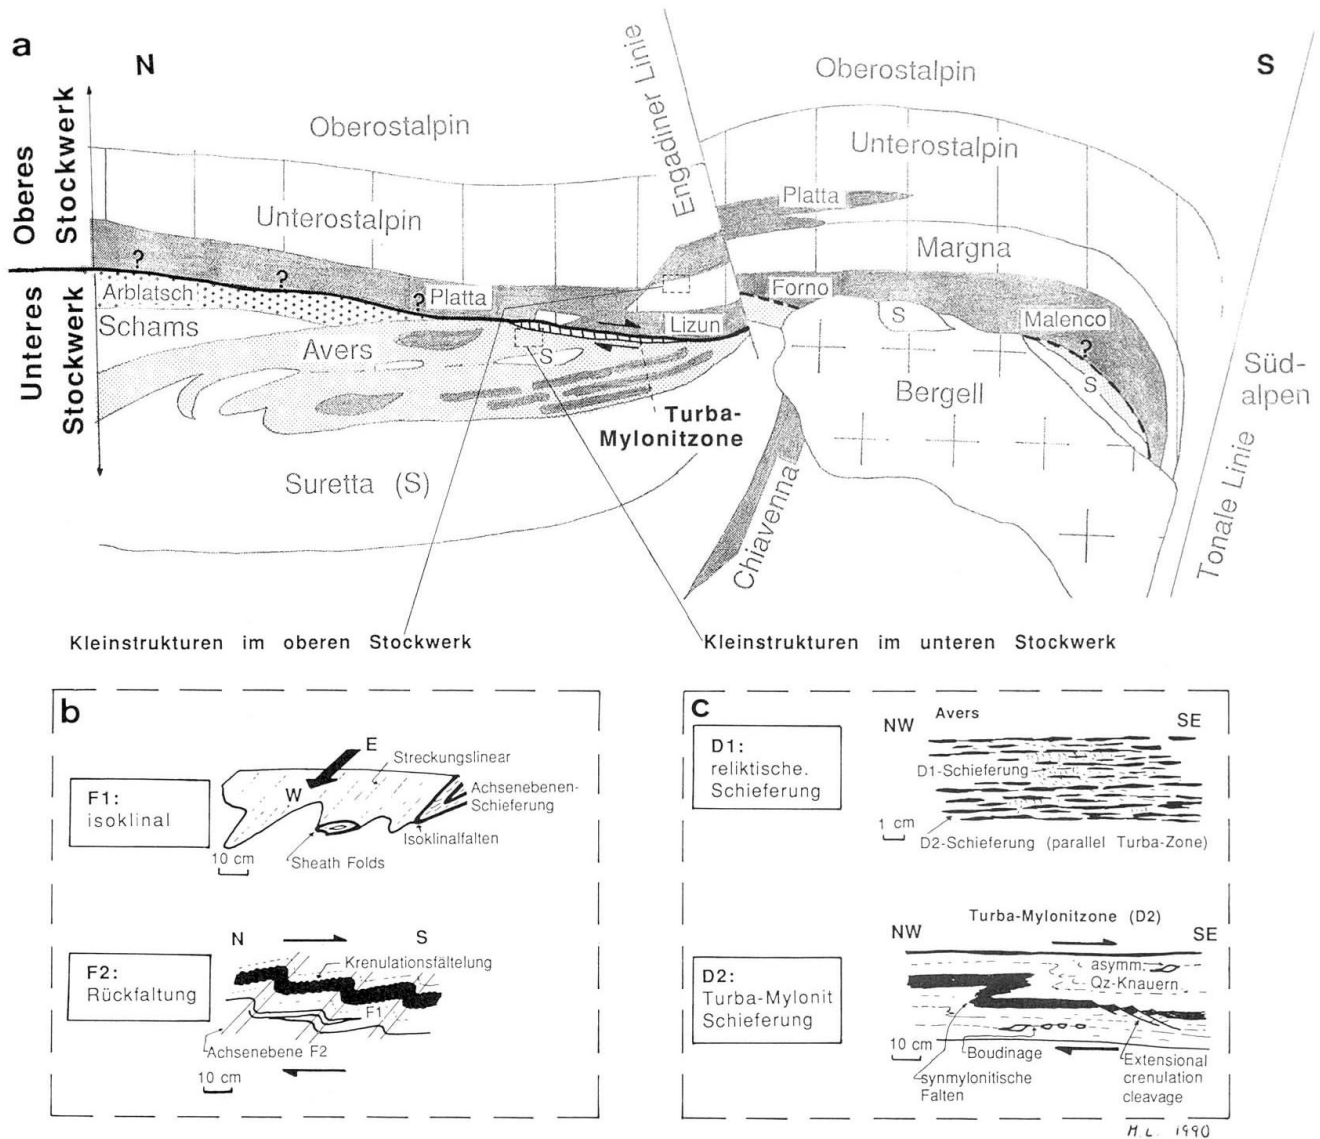 a
N
S
Oberes
Stockwerk
Unteres
Stockwerk
Oberostalpin
Engadiner Linie
Oberostalpin
Unterostalpin
Unterostalpin
Platta
Margna
?
?
?
Arblatsch
Platta
Forno
Schams
Lizun
S
Malenco
?
Avers
S
S
Bergell
Süd-
alpen
Turba-
Mylonitzone
Suretta (S)
Chiavenna
Tonale Linie
Kleinstrukturen im oberen Stockwerk
Kleinstrukturen im unteren Stockwerk
b
F1:
isoklinal
E
W
Streckungslinear
Achsenebenen-
Schieferung
Isoklinalfalten
Sheath Folds
10 cm
F2:
Rückfaltung
N
S
Krenulationsfältelung
F1
Achsenebene F2
10 cm
c
D1:
reliktische.
Schieferung
NW
Avers
SE
D1-Schieferung
1 cm
D2-Schieferung (parallel Turba-Zone)
D2:
Turba-Mylonit
Schieferung
Turba-Mylonitzone (D2)
NW
SE
asymm.
Qz-Knauern
10 cm
Boudinage
synmylonitische
Falten
Extensional
crenulation
cleavage
M.L. 1990